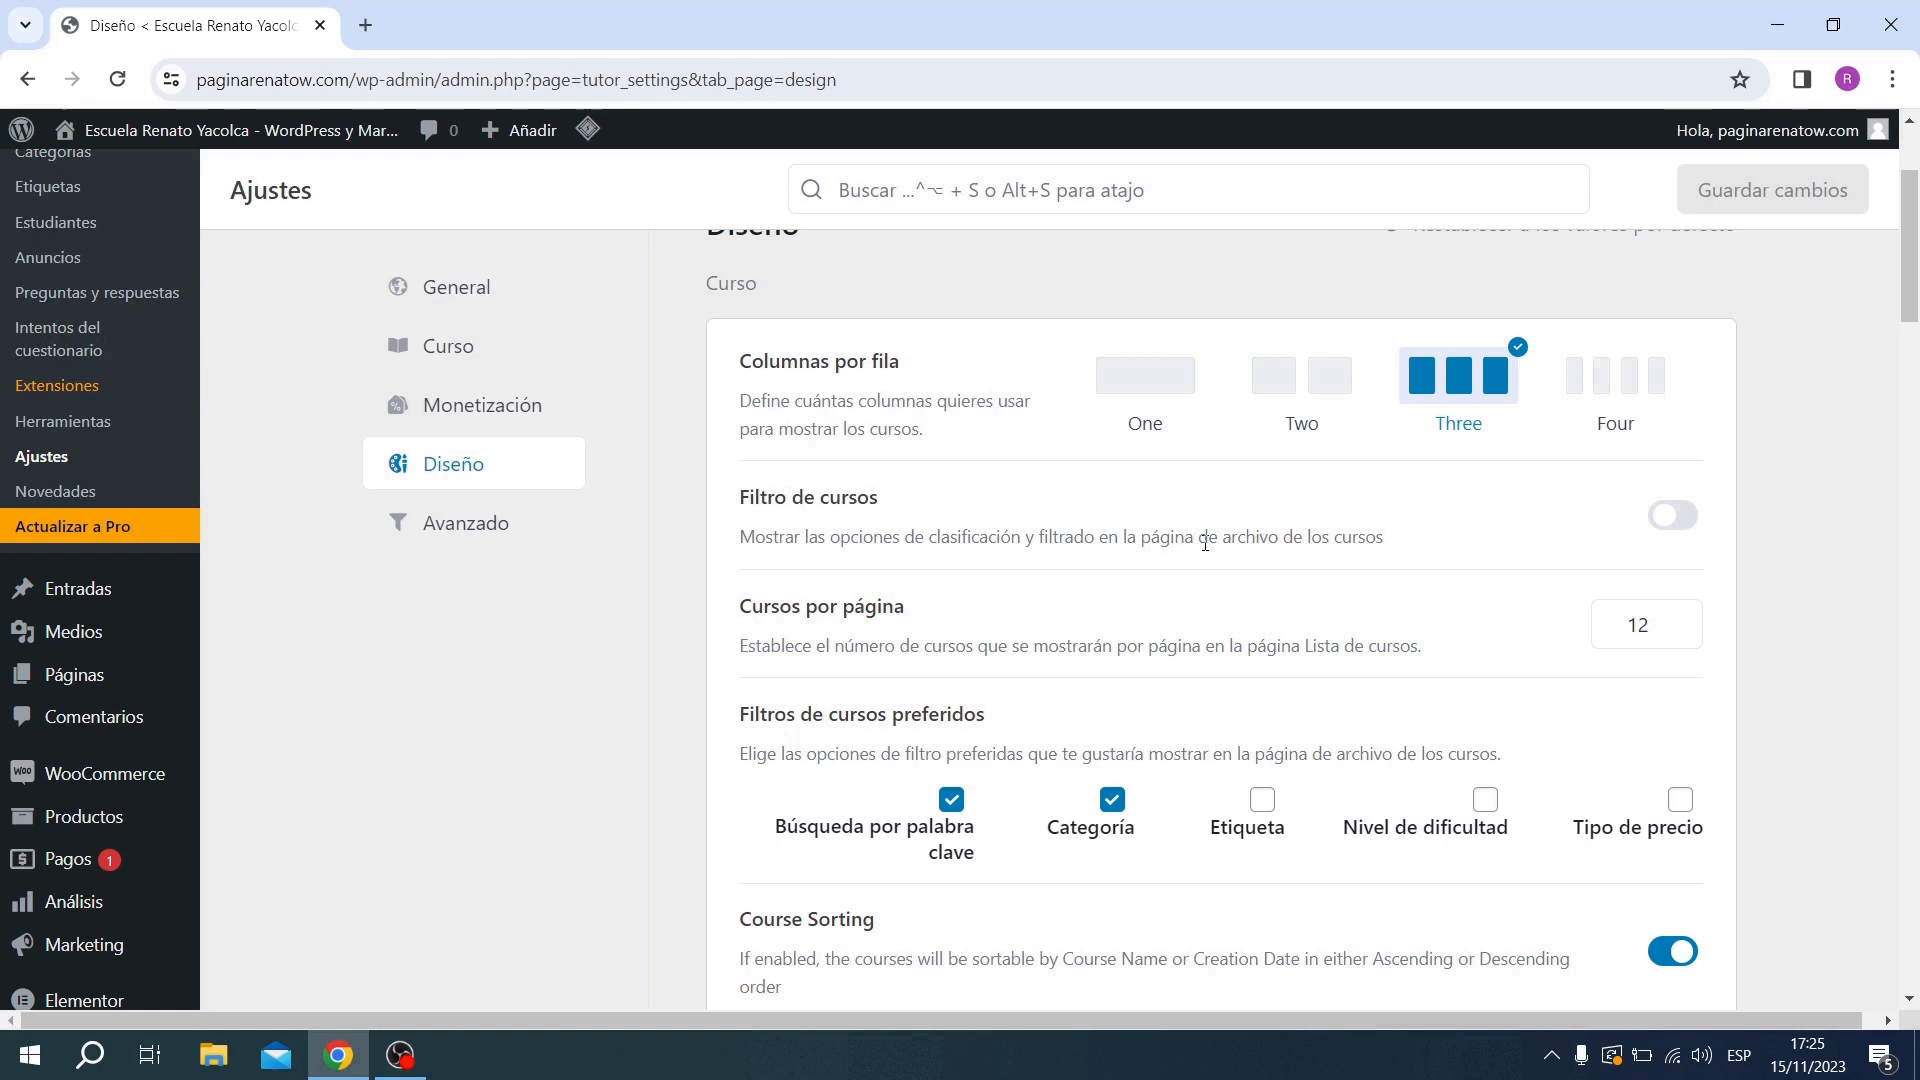 Diseño < Escuela Renato Yacolc
paginarenatow.com/wp-admin/admin.php?page=tutor_settings&tab_page=design
R
Escuela Renato Yacolca - WordPress y Mar...
0
Añadir
Hola, paginarenatow.com
Categorías
Etiquetas
Estudiantes
Anuncios
Preguntas y respuestas
Intentos del
cuestionario
Extensiones
Herramientas
Ajustes
Novedades
Actualizar a Pro
Entradas
Medios
Páginas
Comentarios
WooCommerce
Productos
Pagos 1
Análisis
Marketing
Elementor
Ajustes
Buscar ...^⌥ + S o Alt+S para atajo
Guardar cambios
General
Curso
Monetización
Diseño
Avanzado
Diseño
Restablecer a los valores por defecto
Curso
Columnas por fila
Define cuántas columnas quieres usar
para mostrar los cursos.
One
Two
Three
Four
Filtro de cursos
Mostrar las opciones de clasificación y filtrado en la página de archivo de los cursos
Cursos por página
12
Establece el número de cursos que se mostrarán por página en la página Lista de cursos.
Filtros de cursos preferidos
Elige las opciones de filtro preferidas que te gustaría mostrar en la página de archivo de los cursos.
Búsqueda por palabra
clave
Categoría
Etiqueta
Nivel de dificultad
Tipo de precio
Course Sorting
If enabled, the courses will be sortable by Course Name or Creation Date in either Ascending or Descending
order
ESP
17:25
15/11/2023
5